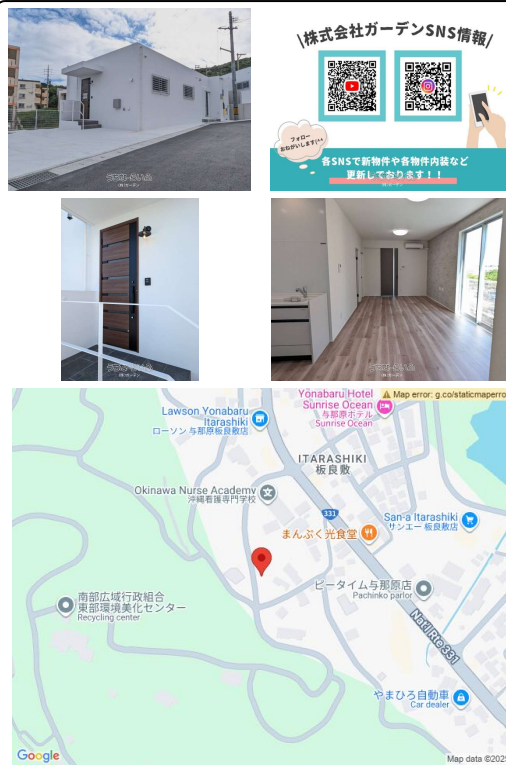 \株式会社ガーデンSNS情報/
フォロー
おねがいします(**
各SNSで新物件や各物件内装など
更新しております！！
Yonabaru Hotel
Sunrise Ocean
与那原ホテル
Sunrise Ocean
Map error: g.co/staticmaperro
Lawson Yonabaru
Itarashiki
ローソン 与那原板良敷店
ITARASHIKI
板良敷
Okinawa Nurse Academy
沖縄看護専門学校
331
San-a Itarashiki
サンエー 板良敷店
まんぷく光食堂
ピータイム与那原店
Pachinko parlor
南部広域行政組合
東部環境美化センター
Recycling center
Nat'l Rte 331
やまひろ自動車
Car dealer
Google
Map data ©2025